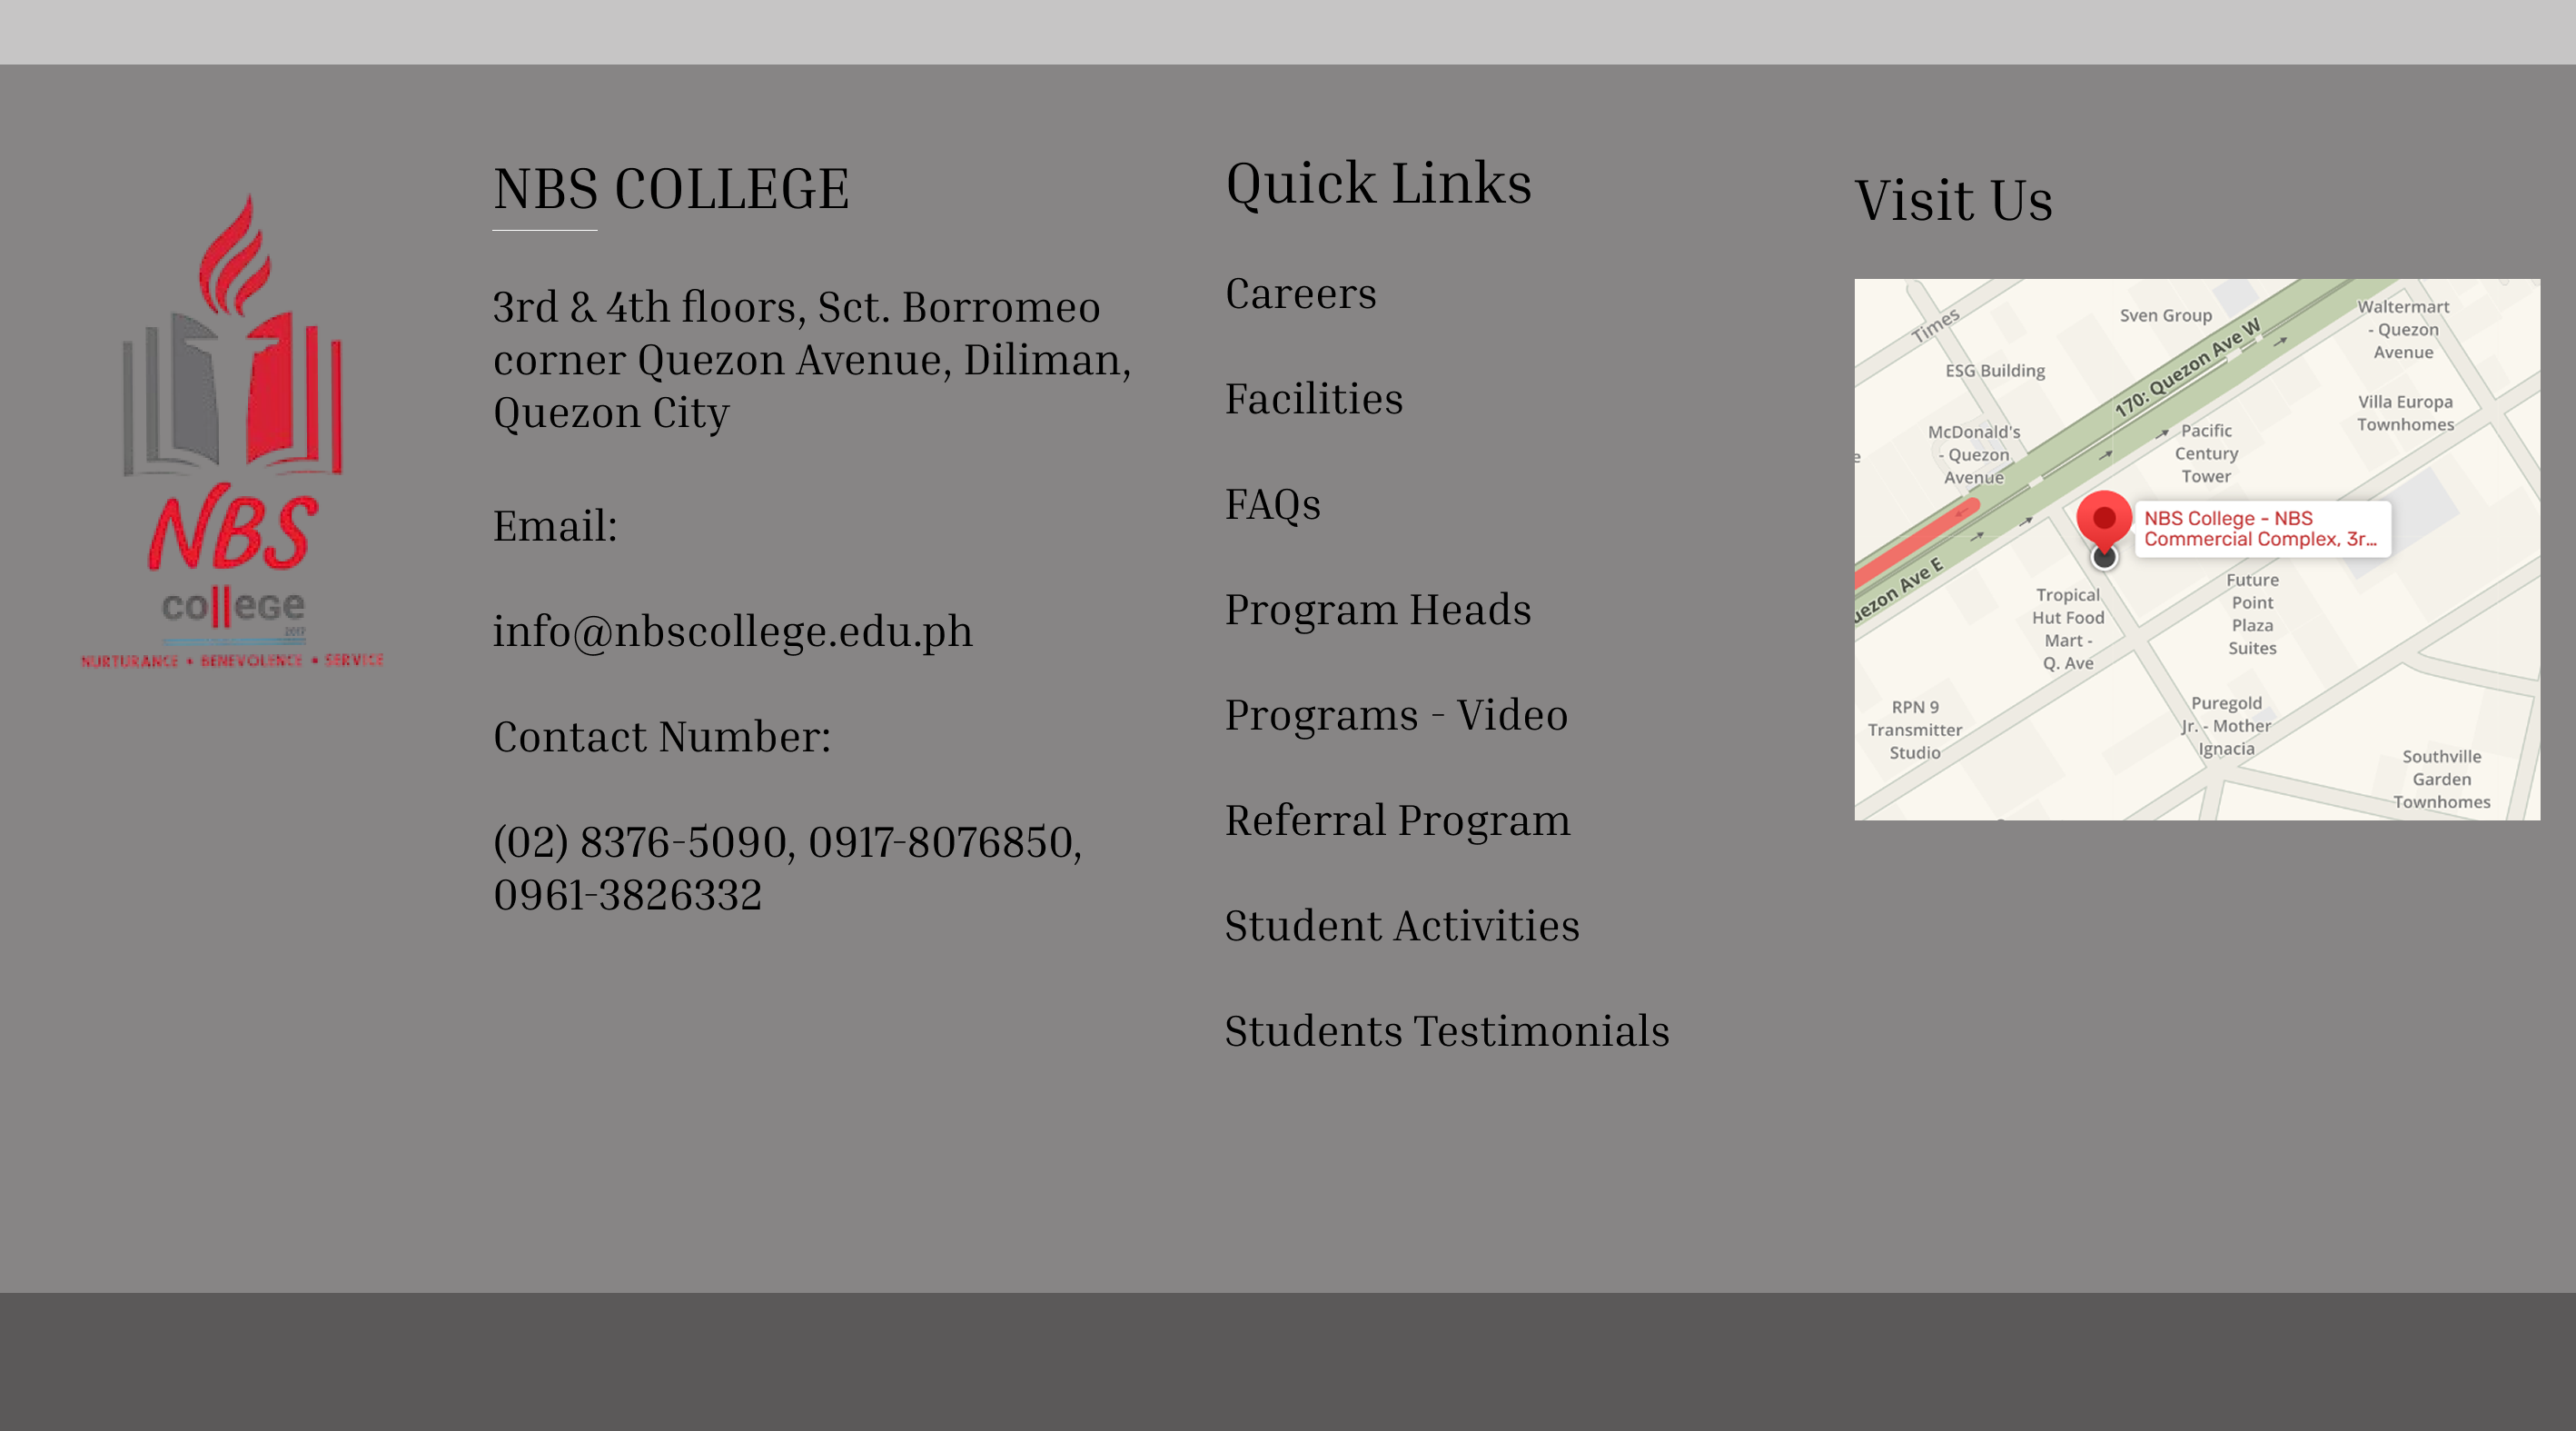 NBS
college
2017
NURTURANCE • BENEVOLENCE • SERVICE
NBS COLLEGE
3rd & 4th floors, Sct. Borromeo
corner Quezon Avenue, Diliman,
Quezon City
Email:
info@nbscollege.edu.ph
Contact Number:
(02) 8376-5090, 0917-8076850,
0961-3826332
Quick Links
Careers
Facilities
FAQs
Program Heads
Programs - Video
Referral Program
Student Activities
Students Testimonials
Visit Us
Times
Sven Group
170: Quezon Ave W
Waltermart
- Quezon
Avenue
ESG Building
Villa Europa
Townhomes
McDonald's
- Quezon
Avenue
Pacific
Century
Tower
e
NBS College - NBS
Commercial Complex, 3r...
uezon Ave E
Tropical
Hut Food
Mart -
Q. Ave
Future
Point
Plaza
Suites
RPN 9
Transmitter
Studio
Puregold
Jr. - Mother
Ignacia
Southville
Garden
Townhomes